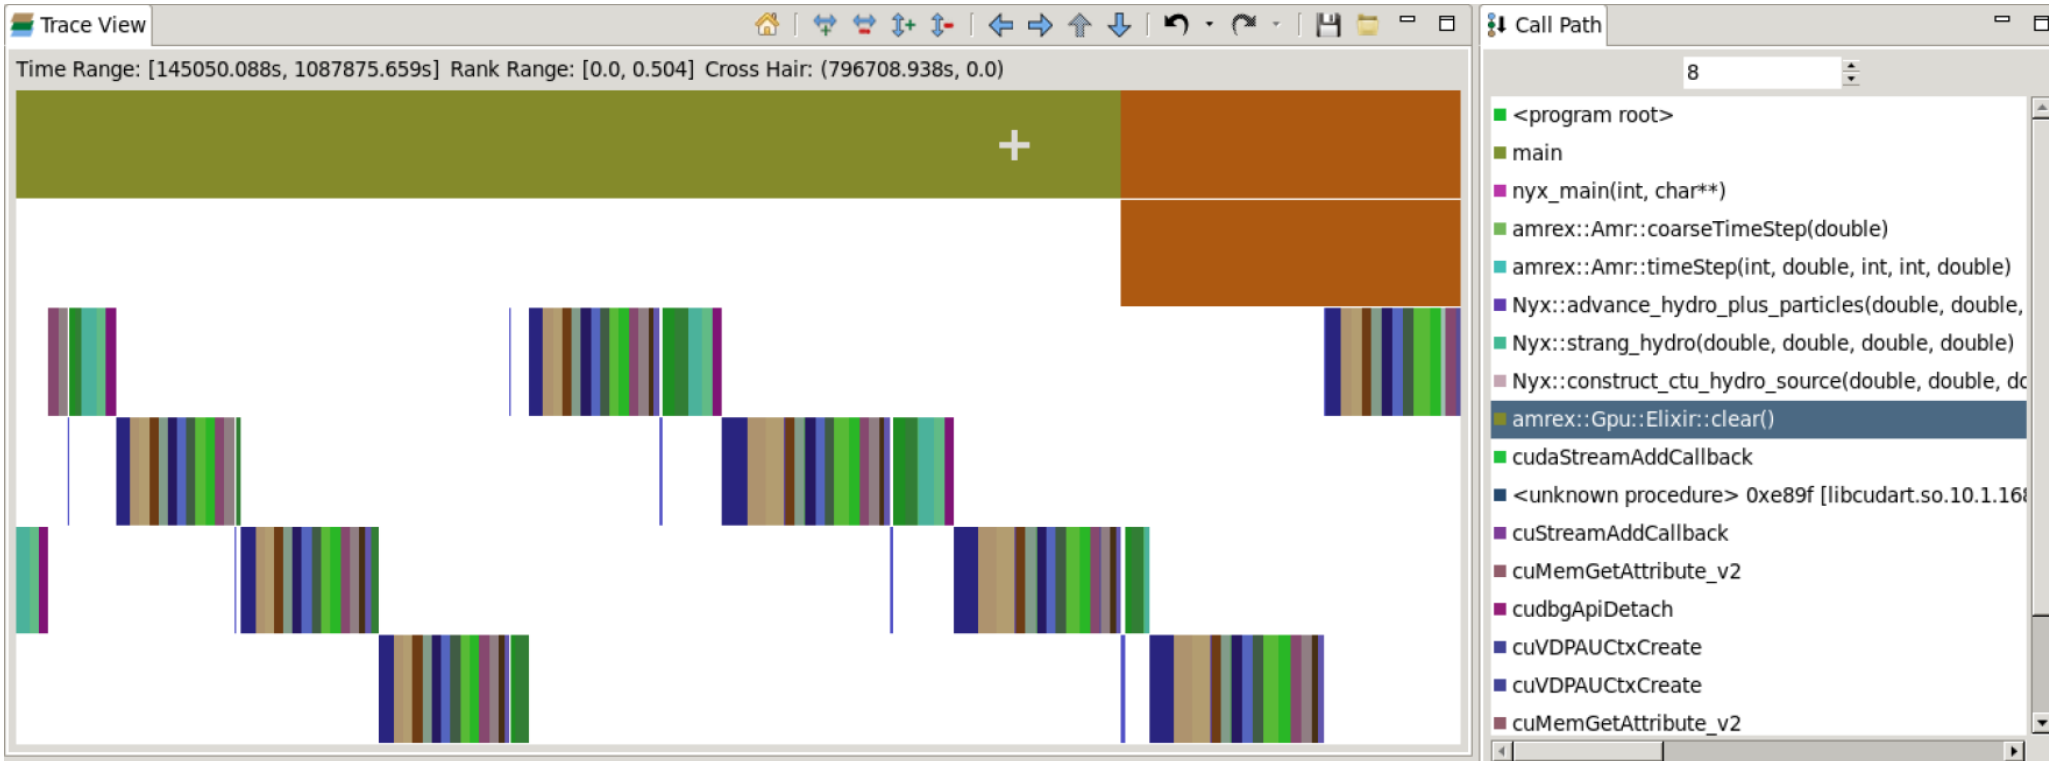 Trace View
Time Range: [145050.088s, 1087875.659s] Rank Range: [0.0, 0.504] Cross Hair: (796708.938s, 0.0)
Call Path
8
<program root>
main
nyx_main(int, char**)
amrex::Amr::coarseTimeStep(double)
amrex::Amr::timeStep(int, double, int, int, double)
Nyx::advance_hydro_plus_particles(double, double,
Nyx::strang_hydro(double, double, double, double)
Nyx::construct_ctu_hydro_source(double, double, do
amrex::Gpu::Elixir::clear()
cudaStreamAddCallback
<unknown procedure> 0xe89f [libcudart.so.10.1.168
cuStreamAddCallback
cuMemGetAttribute_v2
cudbgApiDetach
cuVDPAUCtxCreate
cuVDPAUCtxCreate
cuMemGetAttribute_v2